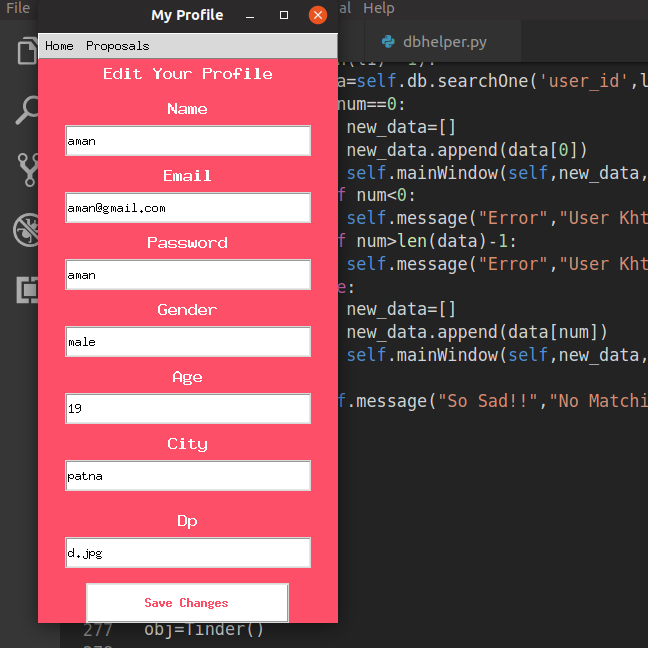 File
My Profile
al Help
Home Proposals
dbhelper.py
Edit Your Profile
a=self.db.searchOne('user_id',l
Name
num==0:
aman
new_data=[]
new_data.append(data[0])
Email
self.mainWindow(self,new_data,
aman@gmail.com
f num<0:
self.message("Error","User Kht
Password
f num>len(data)-1:
aman
self.message("Error","User Kht
e:
Gender
new_data=[]
male
new_data.append(data[num])
self.mainWindow(self,new_data,
Age
19
f.message("So Sad!!","No Matchi
City
patna
Dp
d.jpg
Save Changes
277 obj=Tinder()